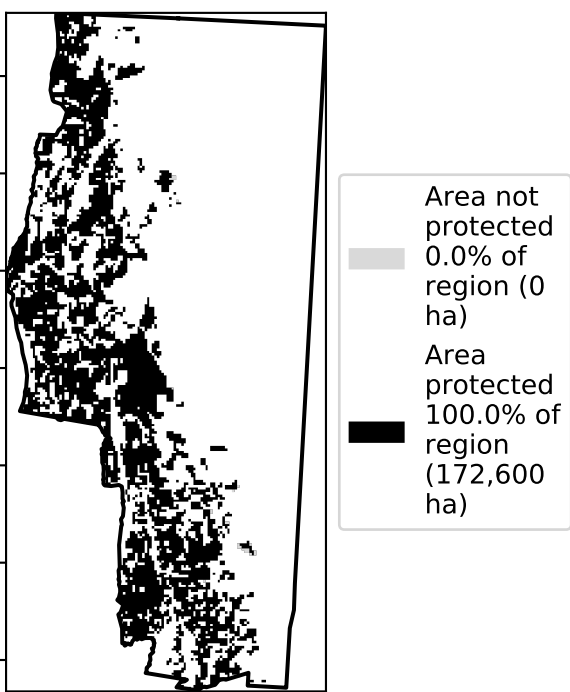 Area not
protected
0.0% of
region (0
ha)
Area
protected
100.0% of
region
(172,600
ha)